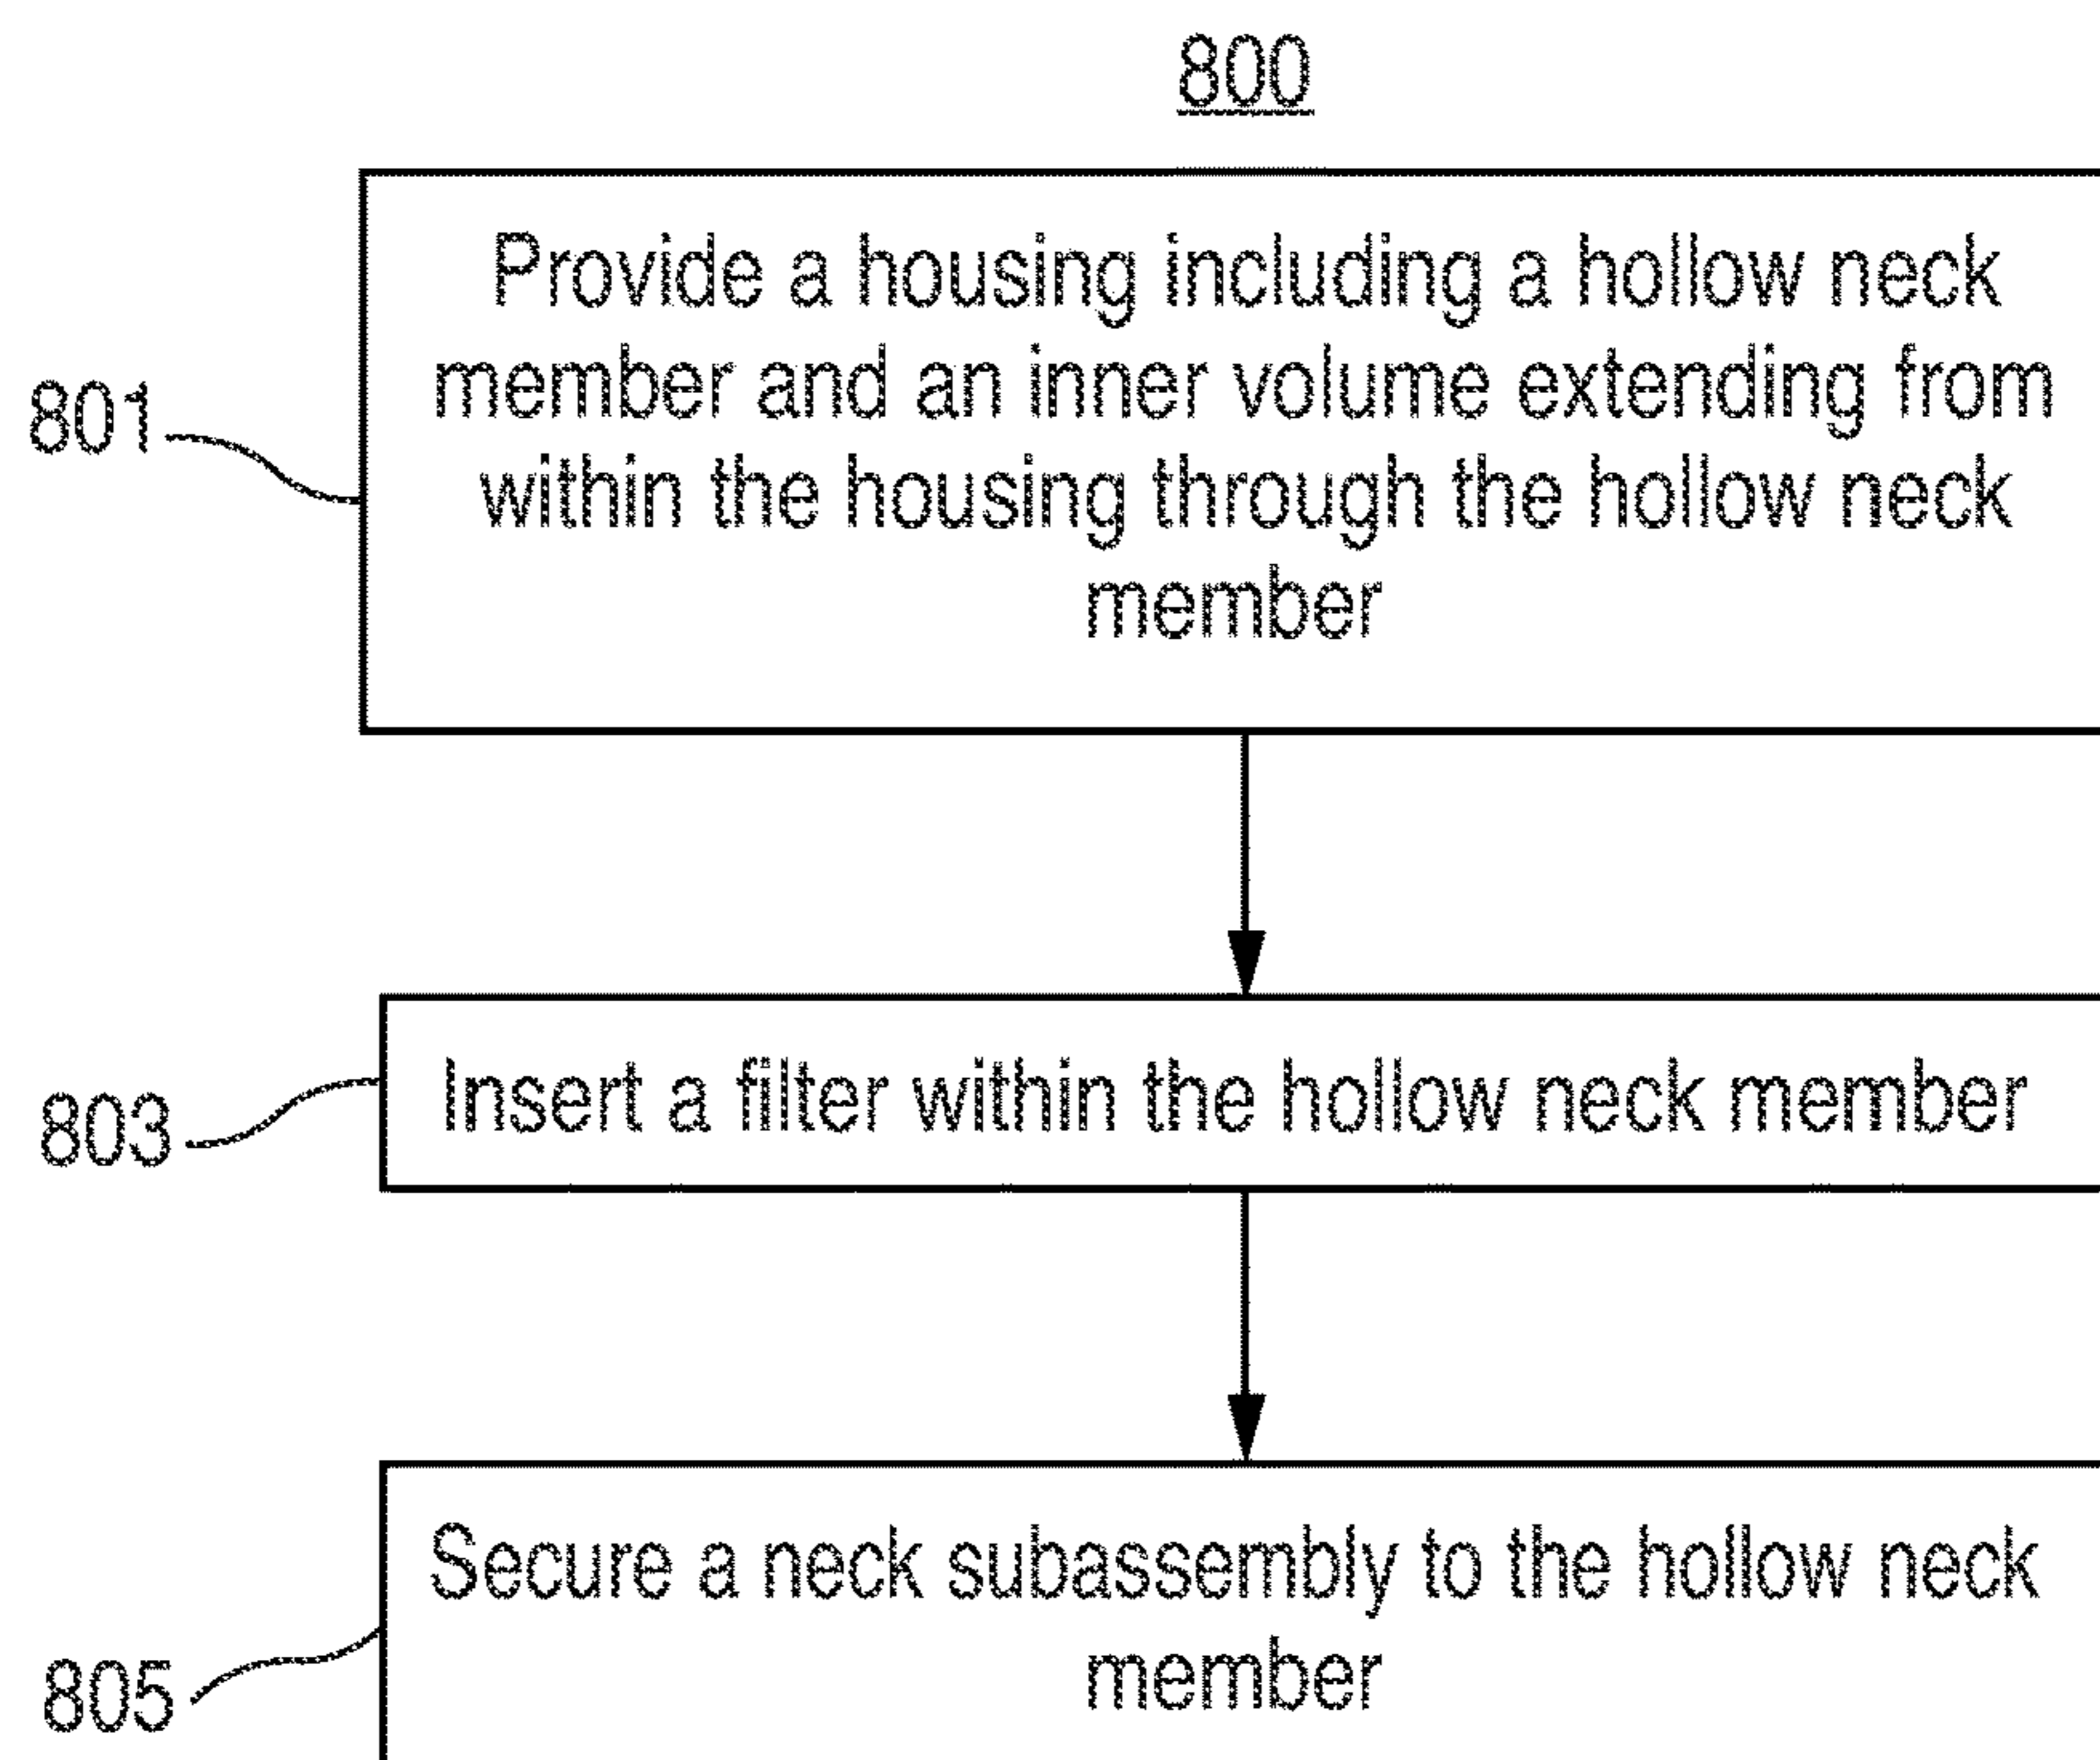 800
Provide a housing including a hollow neck
member and an inner volume extending from
within the housing through the hollow neck
member
801
Insert a filter within the hollow neck member
803
Secure a neck subassembly to the hollow neck
member
805